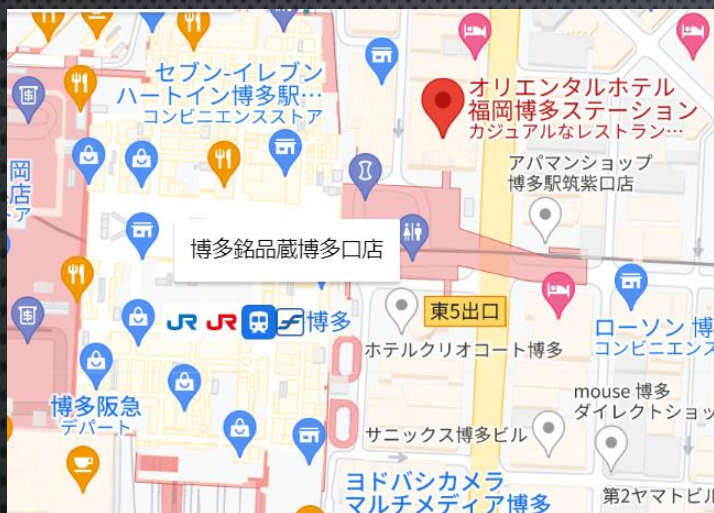 セブン-イレブン
ハートイン博多駅…
コンビニエンスストア
オリエンタルホテル
福岡博多ステーション
カジュアルなレストラン…
アパマンショップ
博多駅筑紫口店
岡
店
ア
博多銘品蔵博多口店
JR JR 博多
東5出口
ホテルクリオコート博多
ローソン 博
コンビニエンス
博多阪急
デパート
mouse 博多
ダイレクトショッ
サニックス博多ビル
ヨドバシカメラ
マルチメディア博多
第2ヤマトビル